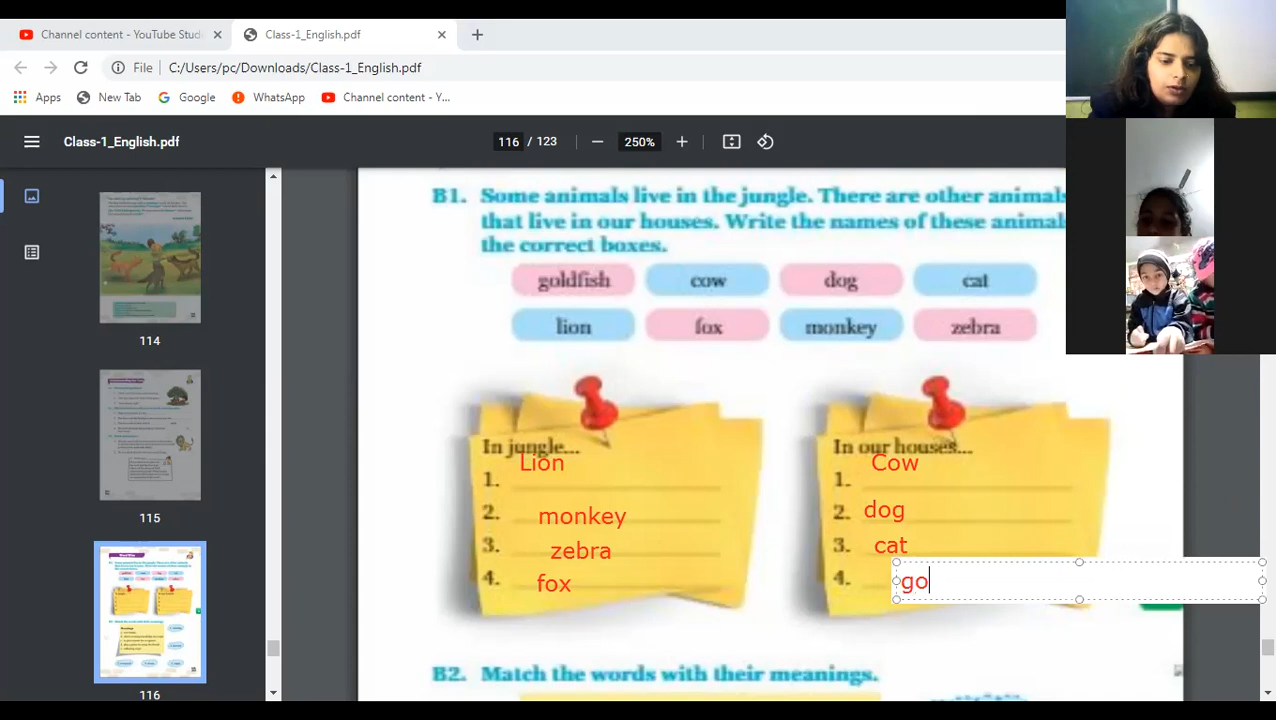 Channel content - YouTube Studi
Class-1_English.pdf
File C:/Users/pc/Downloads/Class-1_English.pdf
Apps New Tab Google WhatsApp Channel content - Y...
Class-1_English.pdf 116 / 123 250%
114
115
116
B1. Some animals live in the jungle. There are other animals
that live in our houses. Write the names of these animal
the correct boxes.
goldfish cow dog cat
lion fox monkey zebra
In jungle... In our houses...
Lion Cow
1. 1.
2. monkey 2. dog
3. zebra 3. cat
4. fox 4. go
B2. Match the words with their meanings.